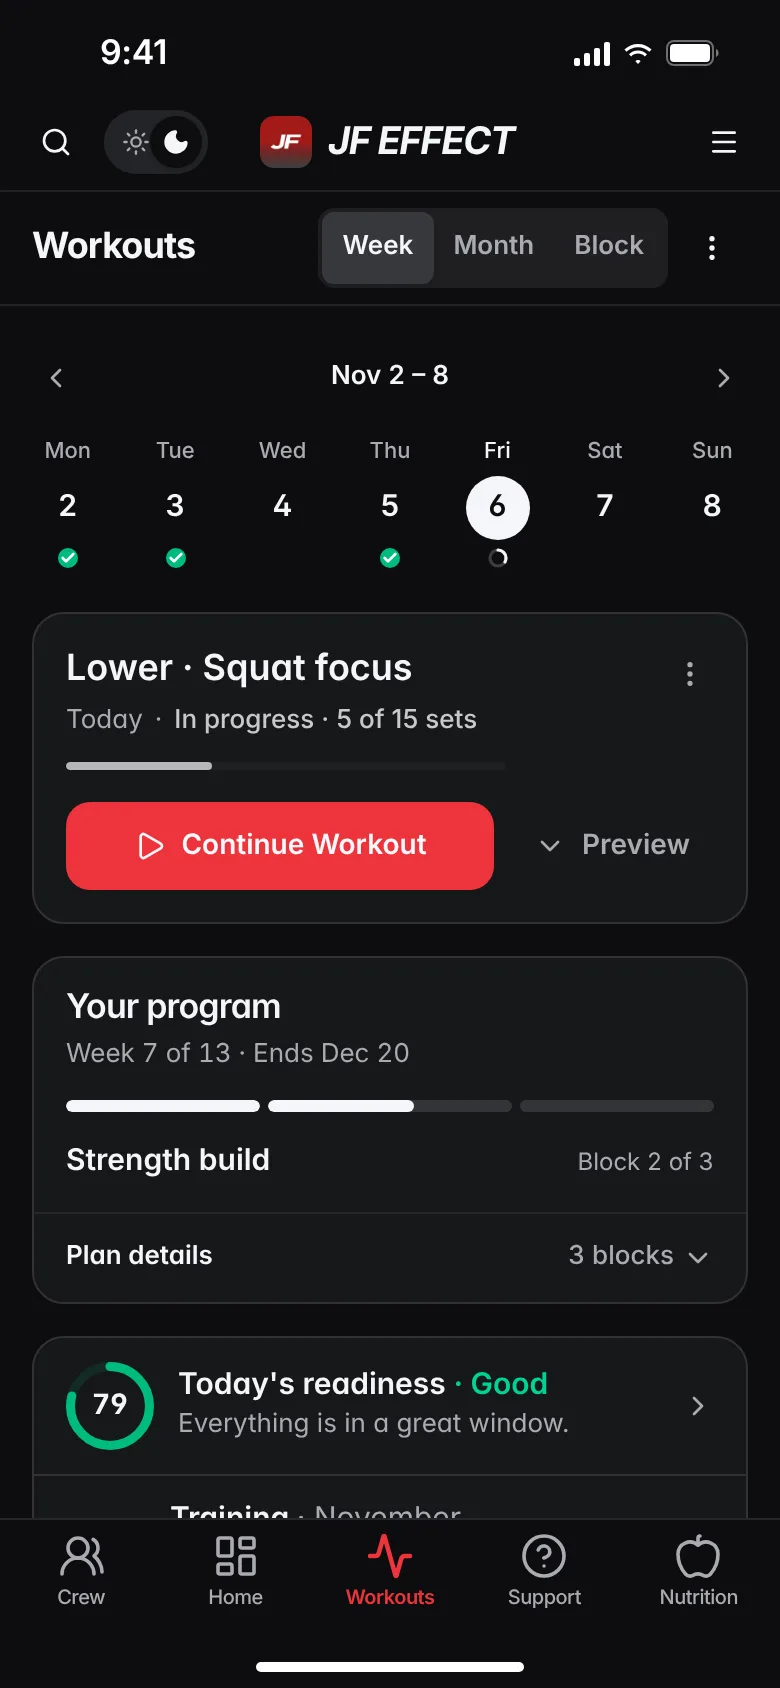 9:41
JF JF EFFECT
Workouts Week Month Block
Nov 2 – 8
Mon Tue Wed Thu Fri Sat Sun
2 3 4 5 6 7 8
Lower · Squat focus
Today · In progress · 5 of 15 sets
Continue Workout Preview
Your program
Week 7 of 13 · Ends Dec 20
Strength build Block 2 of 3
Plan details 3 blocks
79 Today's readiness · Good
Everything is in a great window.
Training · November
Crew Home Workouts Support Nutrition